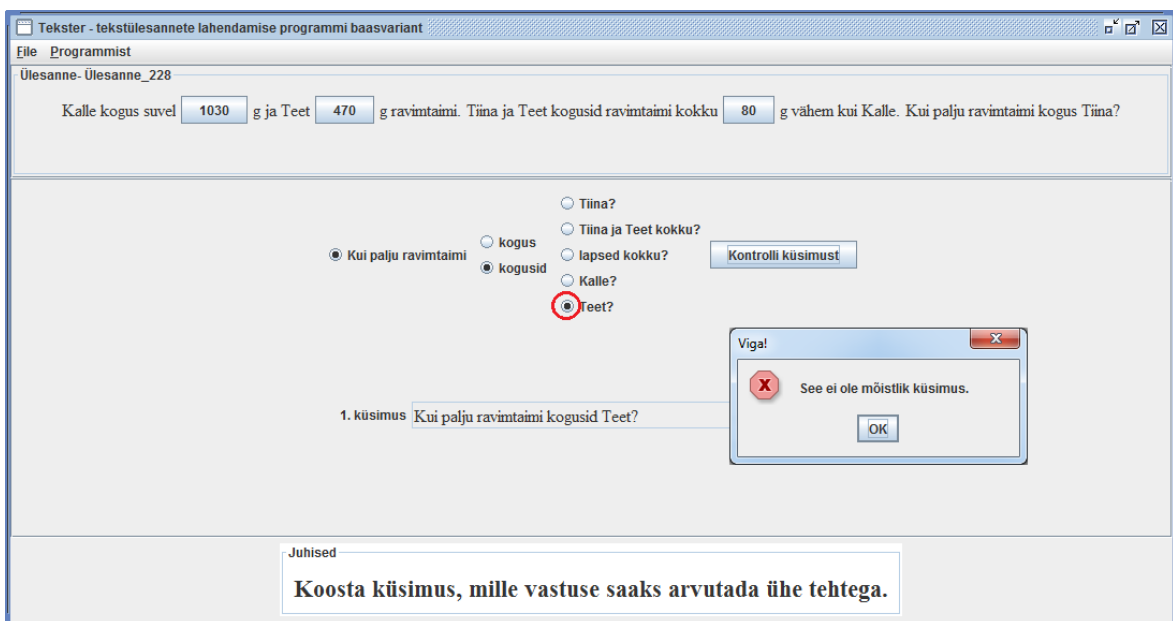 Tekster - tekstülesannete lahendamise programmi baasvariant
File Programmist
Ülesanne- Ülesanne_228
Kalle kogus suvel 1030 g ja Teet 470 g ravimtaimi. Tiina ja Teet kogusid ravimtaimi kokku 80 g vähem kui Kalle. Kui palju ravimtaimi kogus Tiina?
Kui palju ravimtaimi
kogus
kogusid
Tiina?
Tiina ja Teet kokku?
lapsed kokku?
Kalle?
Teet?
Kontrolli küsimust
Viga!
X
See ei ole mõistlik küsimus.
OK
1. küsimus Kui palju ravimtaimi kogusid Teet?
Juhised
Koosta küsimus, mille vastuse saaks arvutada ühe tehtega.